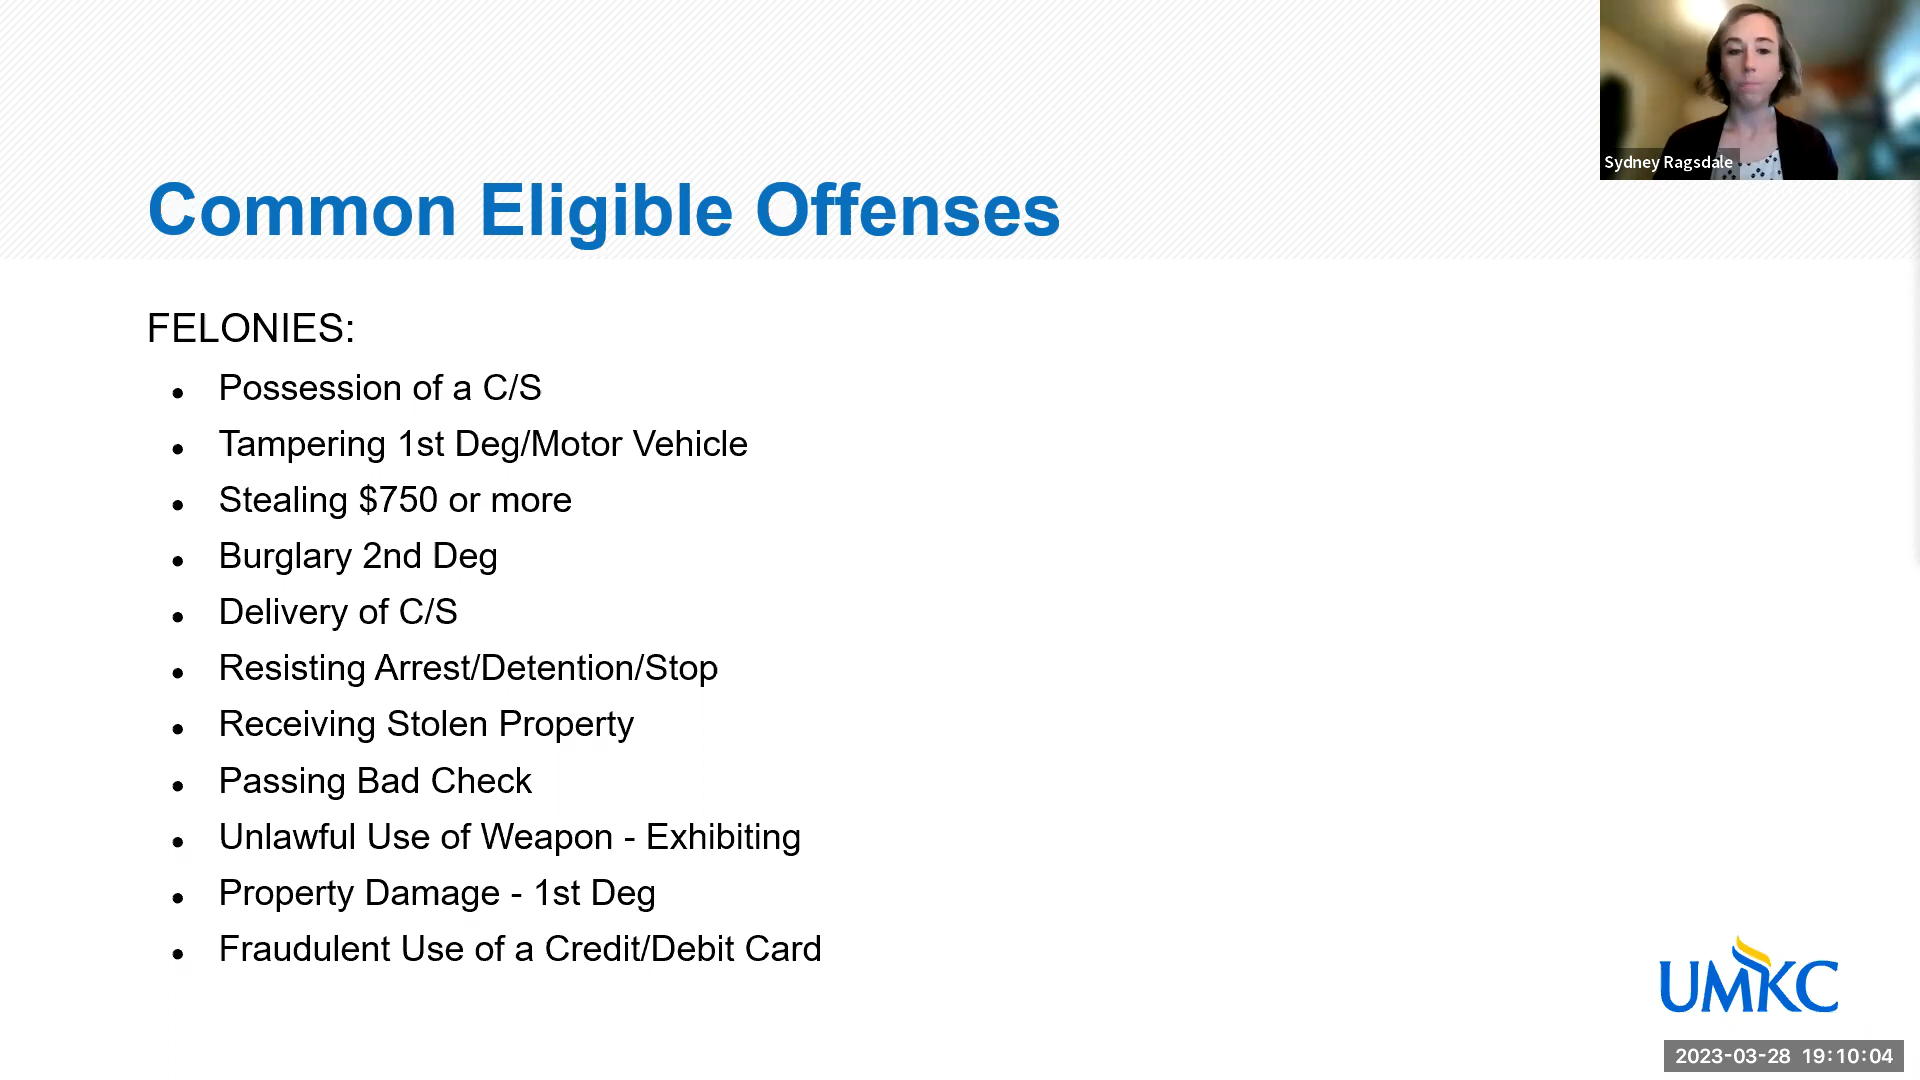 Sydney Ragsdale
Common Eligible Offenses
FELONIES:
● Possession of a C/S
● Tampering 1st Deg/Motor Vehicle
● Stealing $750 or more
● Burglary 2nd Deg
● Delivery of C/S
● Resisting Arrest/Detention/Stop
● Receiving Stolen Property
● Passing Bad Check
● Unlawful Use of Weapon - Exhibiting
● Property Damage - 1st Deg
● Fraudulent Use of a Credit/Debit Card
UMKC
2023-03-28 19:10:04